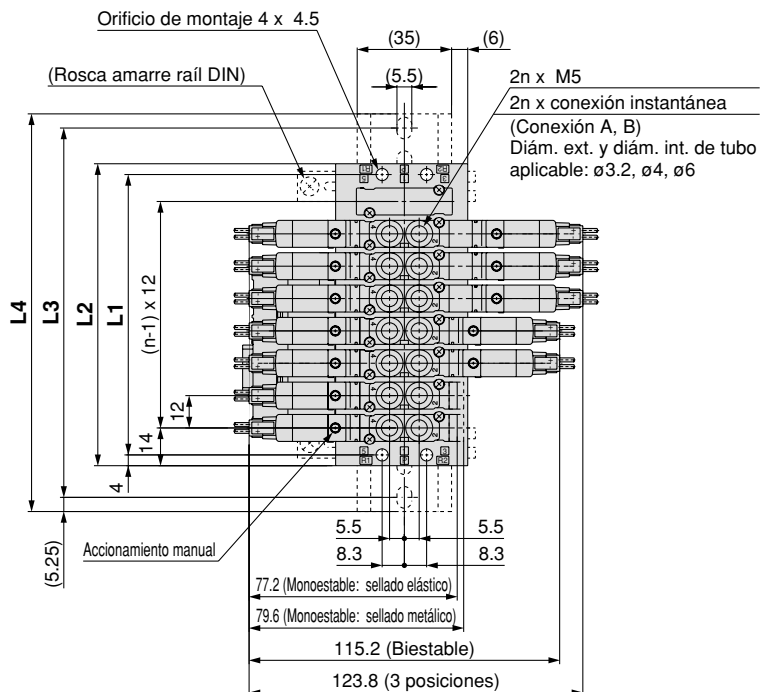 Orificio de montaje 4 x 4.5
(35)
(6)
(Rosca amarre raíl DIN)
(5.5)
2n x M5
2n x conexión instantánea
(Conexión A, B)
Diám. ext. y diám. int. de tubo
aplicable: ø3.2, ø4, ø6
L4
L3
L2
L1
(n-1) x 12
12
14
4
(5.25)
Accionamiento manual
5.5
5.5
8.3
8.3
77.2 (Monoestable: sellado elástico)
79.6 (Monoestable: sellado metálico)
115.2 (Biestable)
123.8 (3 posiciones)